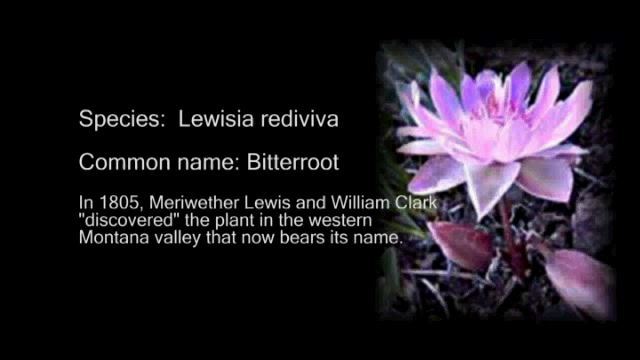 Species:  Lewisia rediviva
Common name: Bitterroot
In 1805, Meriwether Lewis and William Clark
"discovered" the plant in the western
Montana valley that now bears its name.